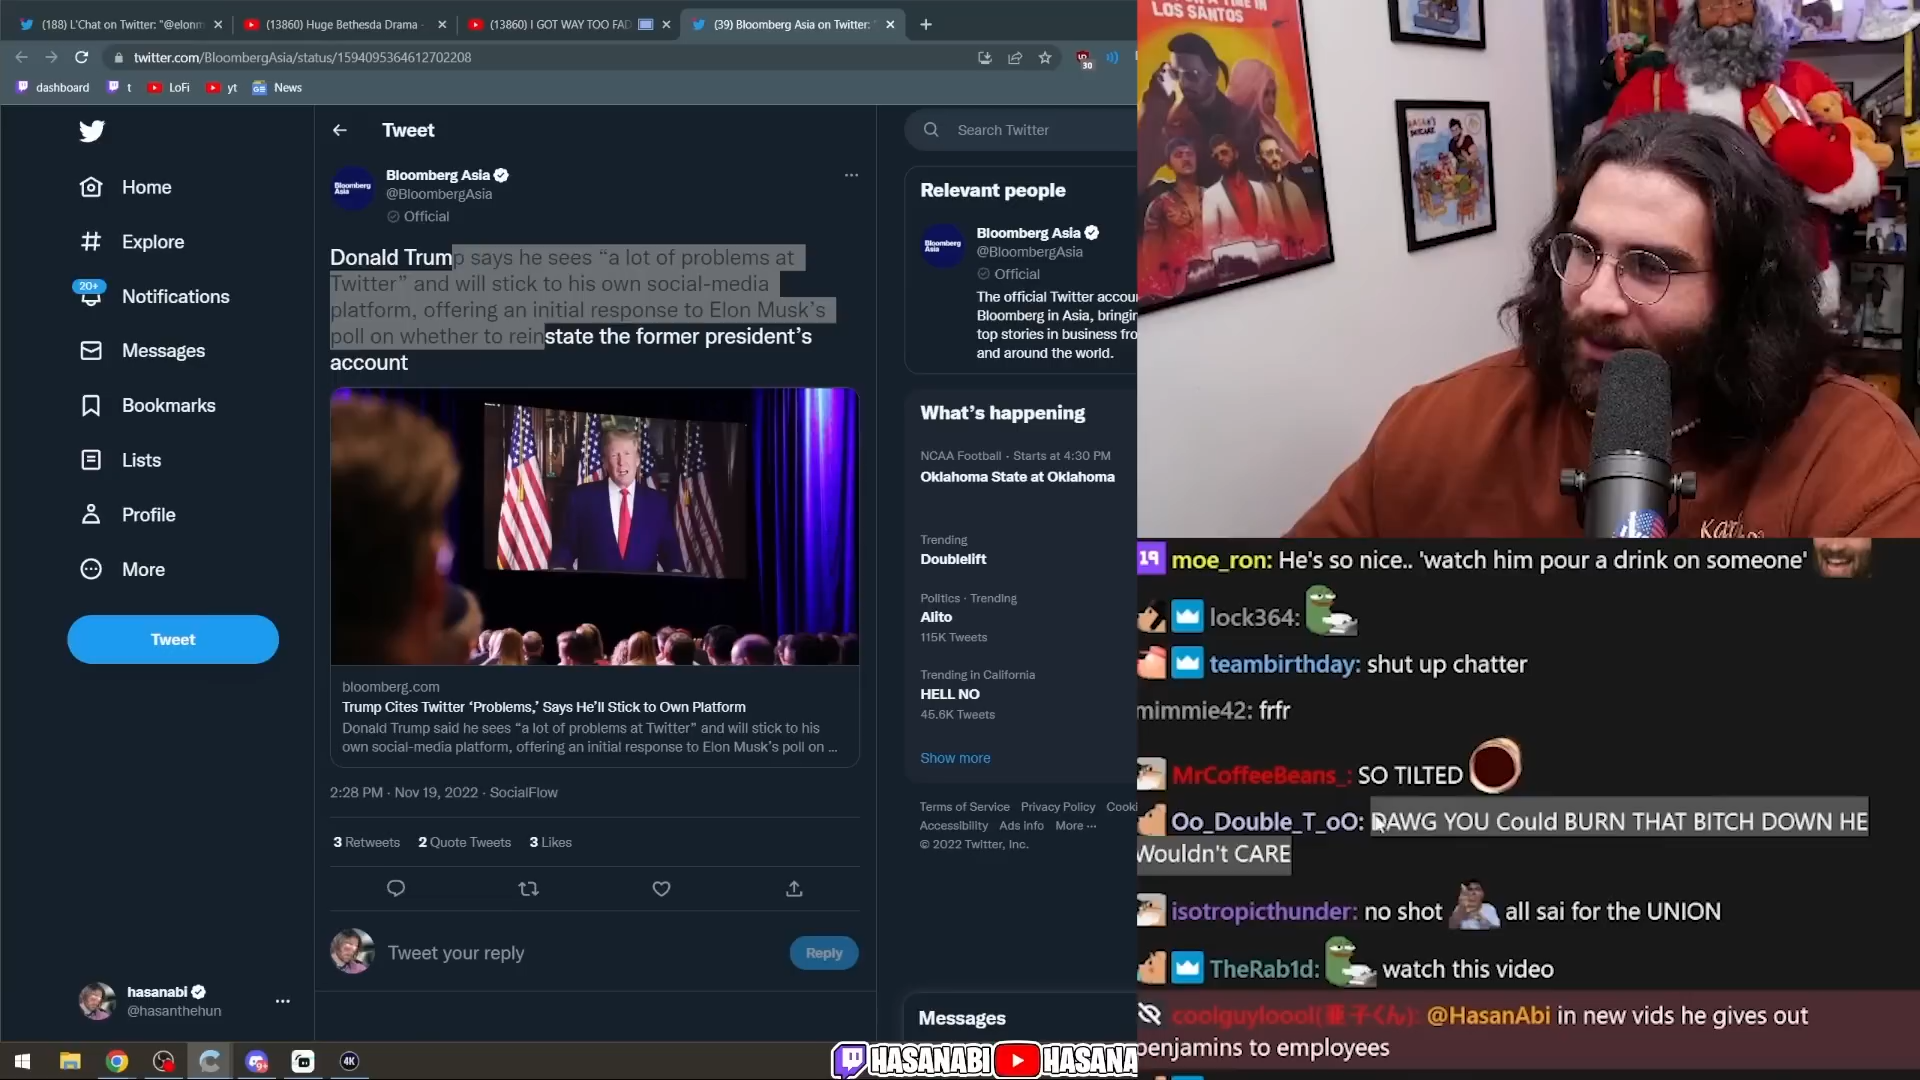 (188) L'Chat on Twitter: "@elonm
(13860) Huge Bethesda Drama -
(13860) I GOT WAY TOO FAD
(39) Bloomberg Asia on Twitter: "
twitter.com/BloombergAsia/status/1594095364612702208
30
dashboard
t
LoFi
yt
News
Home
Explore
20+
Notifications
Messages
Bookmarks
Lists
Profile
More
Tweet
hasanabi
@hasanthehun
Tweet
Bloomberg Asia
@BloombergAsia
Official
Donald Trump says he sees “a lot of problems at
Twitter” and will stick to his own social-media
platform, offering an initial response to Elon Musk’s
poll on whether to reinstate the former president’s
account
bloomberg.com
Trump Cites Twitter ‘Problems,’ Says He’ll Stick to Own Platform
Donald Trump said he sees “a lot of problems at Twitter” and will stick to his
own social-media platform, offering an initial response to Elon Musk’s poll on ...
2:28 PM · Nov 19, 2022 · SocialFlow
3 Retweets 2 Quote Tweets 3 Likes
Tweet your reply
Reply
Search Twitter
Relevant people
Bloomberg Asia
@BloombergAsia
Official
The official Twitter accou
Bloomberg in Asia, bringin
top stories in business fro
and around the world.
What’s happening
NCAA Football · Starts at 4:30 PM
Oklahoma State at Oklahoma
Trending
Doublelift
Politics · Trending
Alito
115K Tweets
Trending in California
HELL NO
45.6K Tweets
Show more
Terms of Service Privacy Policy Cooki
Accessibility Ads info More ···
© 2022 Twitter, Inc.
Messages
HASANABI
HASANA
LOS SANTOS
19 moe_ron: He's so nice.. 'watch him pour a drink on someone'
lock364:
teambirthday: shut up chatter
mimmie42: frfr
MrCoffeeBeans_: SO TILTED
Oo_Double_T_oO: DAWG YOU Could BURN THAT BITCH DOWN HE
Wouldn't CARE
isotropicthunder: no shot all sai for the UNION
TheRab1d: watch this video
@HasanAbi in new vids he gives out
benjamins to employees
9+
4K